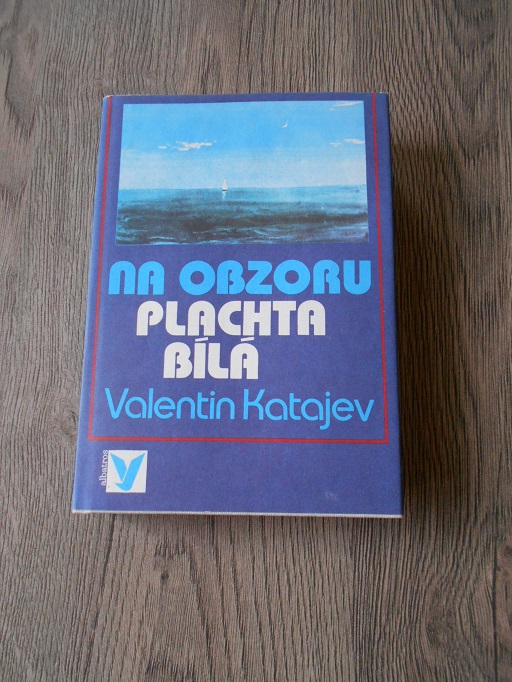 NA OBZORU
PLACHTA
BÍLÁ
Valentin Katajev
albatros